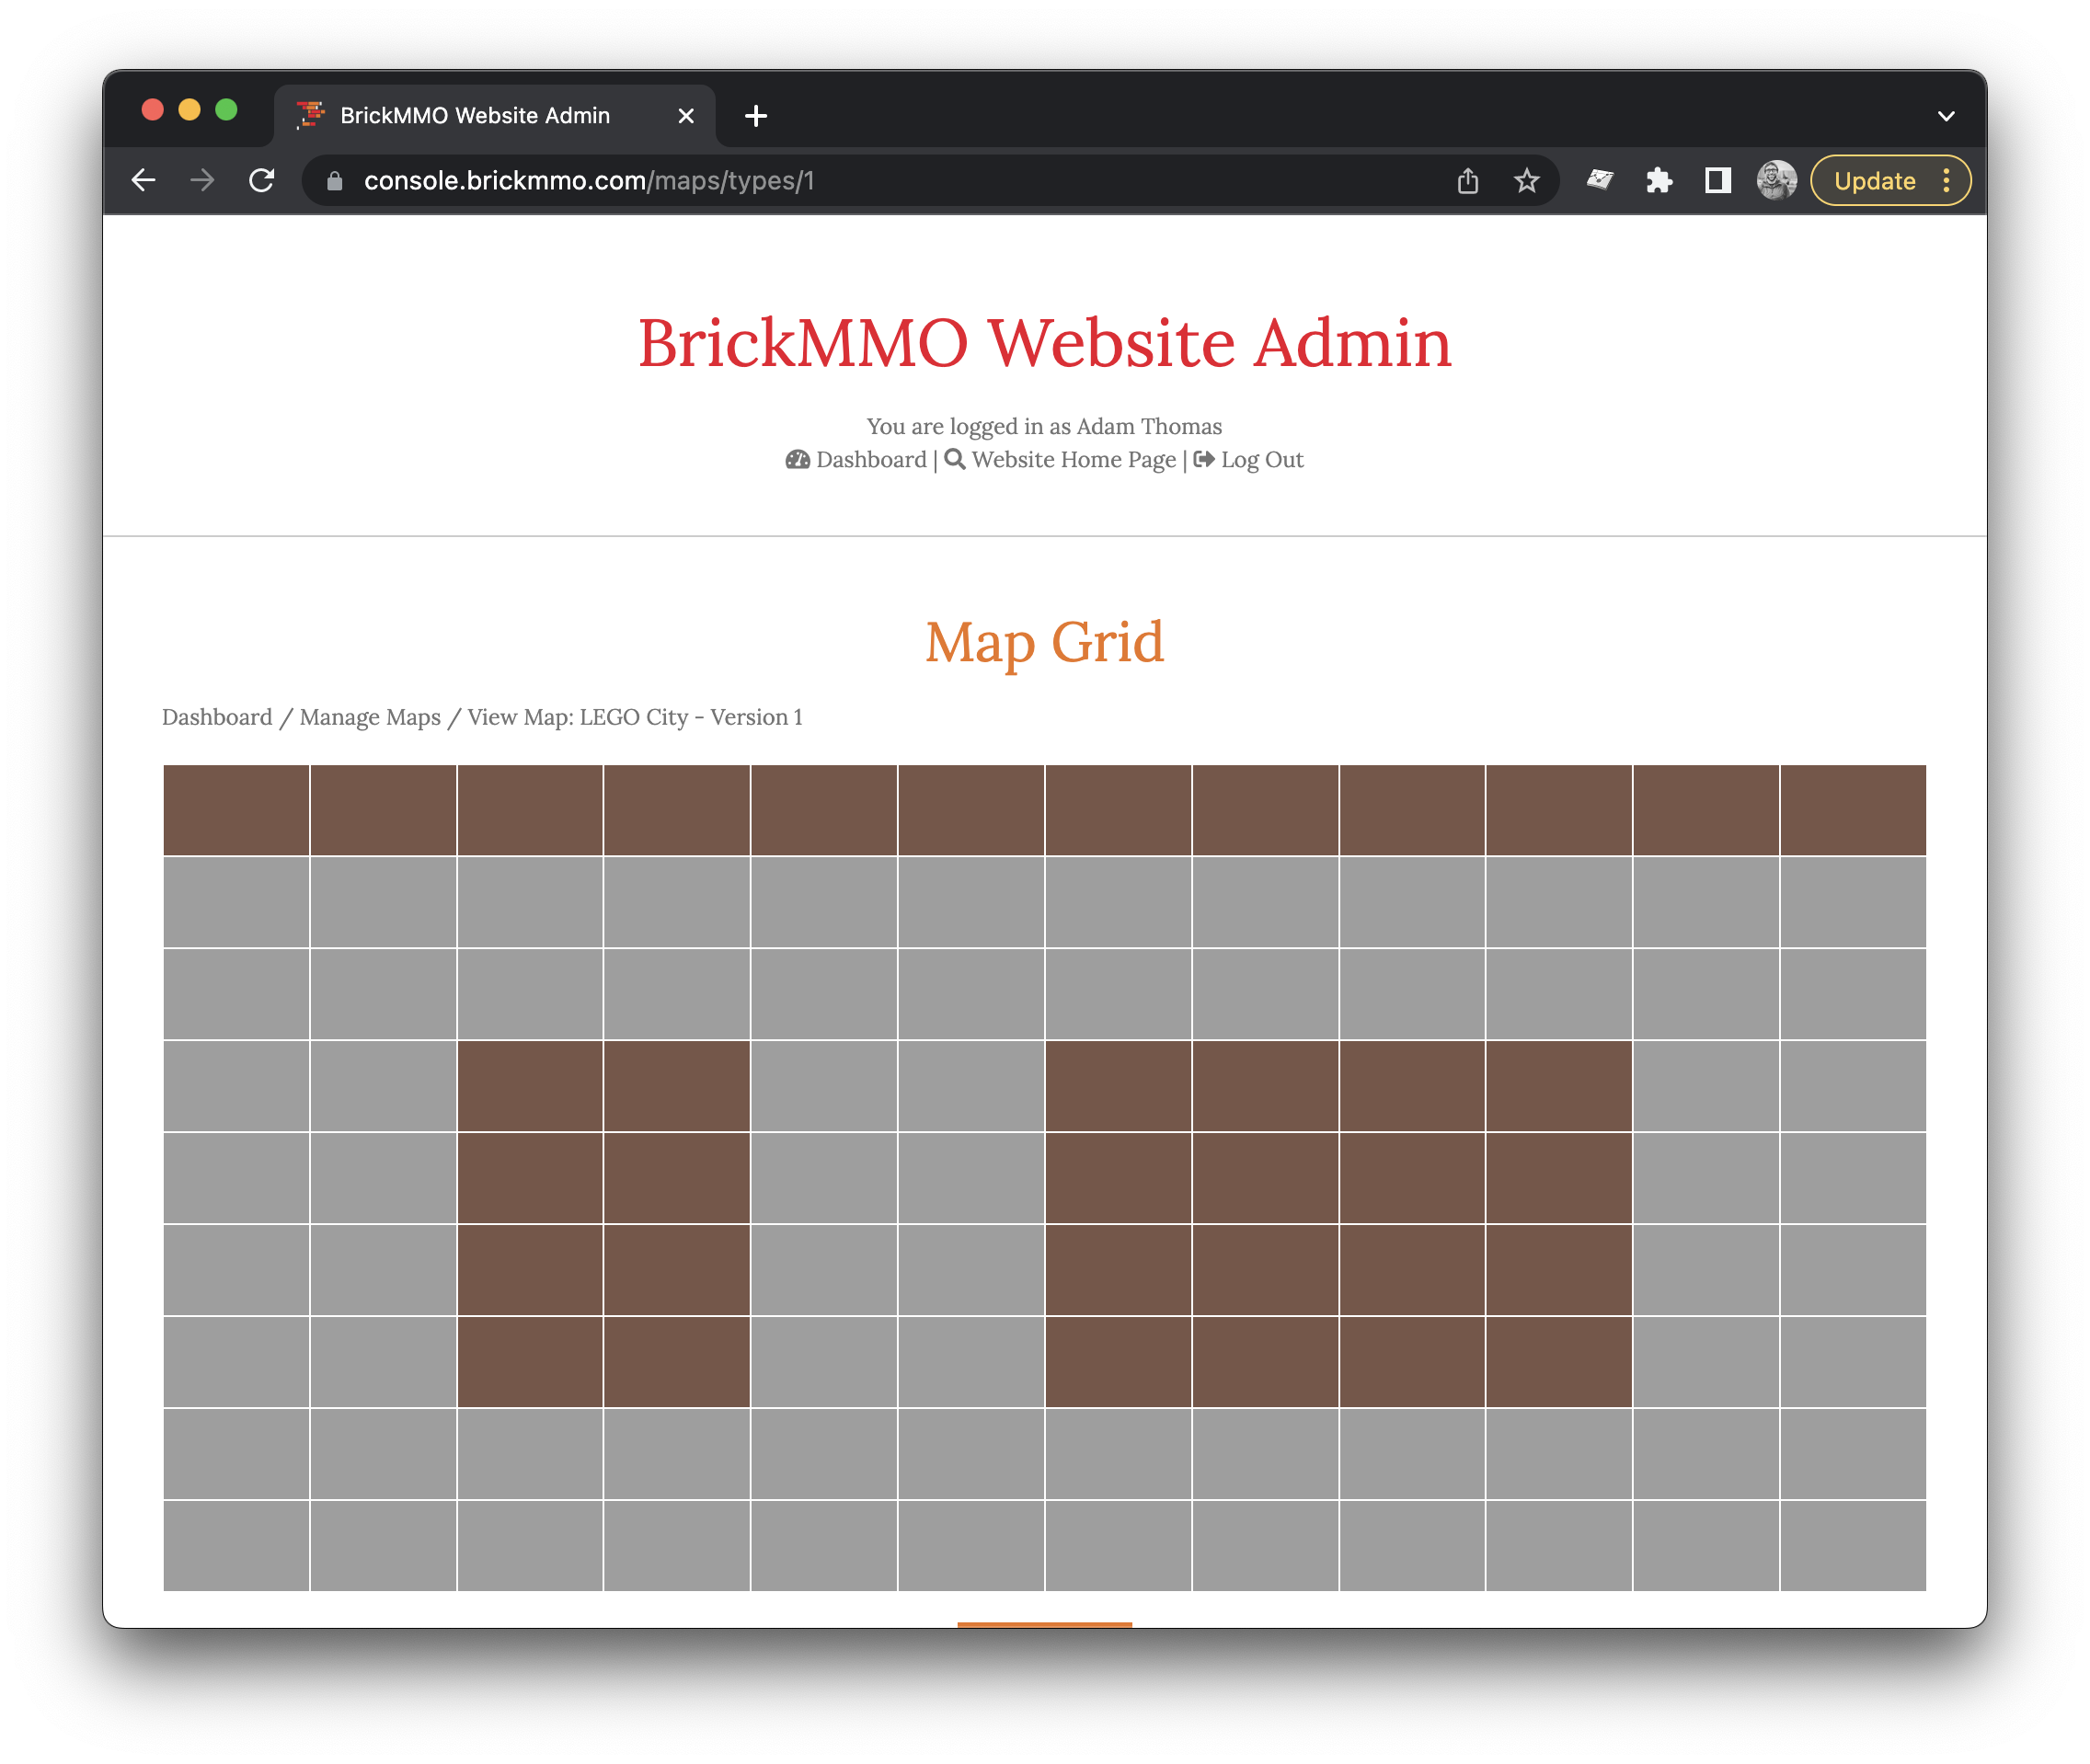 BrickMMO Website Admin
console.brickmmo.com/maps/types/1
Update
BrickMMO Website Admin
You are logged in as Adam Thomas
Dashboard | Website Home Page | Log Out
Map Grid
Dashboard / Manage Maps / View Map: LEGO City - Version 1